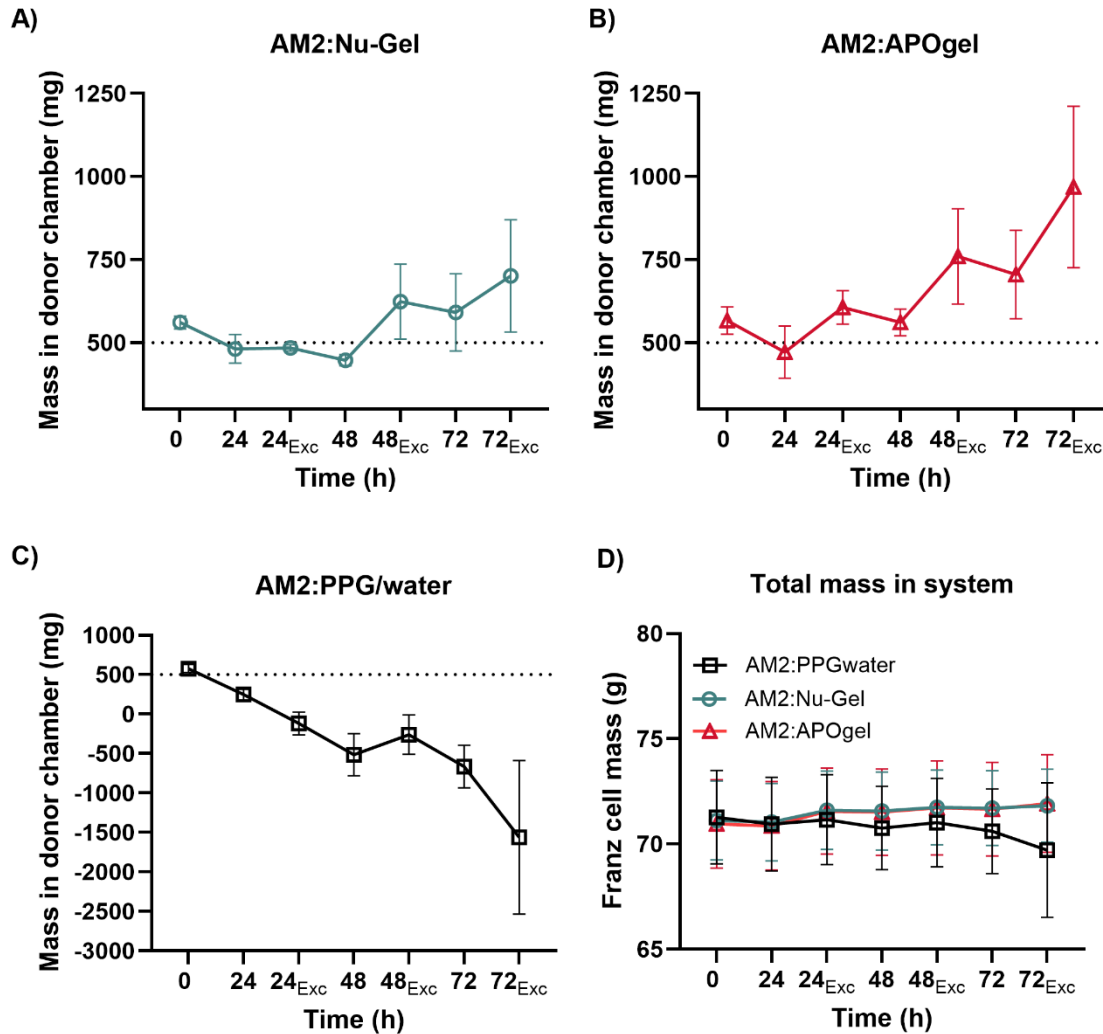 A)
AM2:Nu-Gel
Mass in donor chamber (mg)
1250
1000
750
500
0 24 24Exc 48 48Exc 72 72Exc
Time (h)
B)
AM2:APOgel
Mass in donor chamber (mg)
1250
1000
750
500
0 24 24Exc 48 48Exc 72 72Exc
Time (h)
C)
AM2:PPG/water
Mass in donor chamber (mg)
1000
500
0
-500
-1000
-1500
-2000
-2500
-3000
0 24 24Exc 48 48Exc 72 72Exc
Time (h)
D)
Total mass in system
Franz cell mass (g)
80
75
70
65
AM2:PPGwater
AM2:Nu-Gel
AM2:APOgel
0 24 24Exc 48 48Exc 72 72Exc
Time (h)